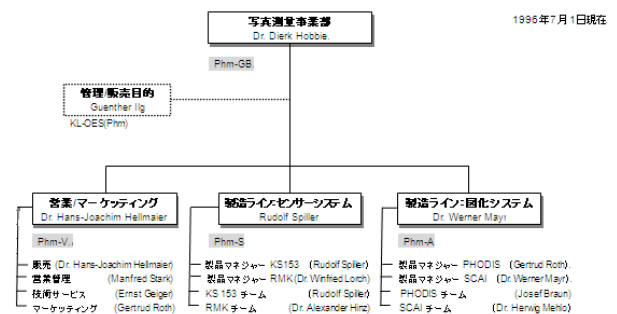 1996年7月1日現在
写真測量事業部
Dr. Dierk Hobbie.
Phm-GB.
管理/販売目的
Guenther Ilg
KL-OES(Phm)
営業/マーケッティング
Dr. Hans-Joachim Hellmaier
Phm-V.
販売 (Dr. Hans-Joachim Hellmaier)
営業管理 (Manfred Stark)
技術サービス (Ernst Geiger)
マーケッティング (Gertrud Roth)
製造ライン:センサーシステム
Rudolf Spiller
Phm-S
製品マネジャー KS153 (Rudolf Spiller)
製品マネジャー RMK (Dr. Winfried Lorch)
KS 153 チーム (Rudolf Spiller)
RMK チーム (Dr. Alexander Hinz)
製造ライン:図化システム
Dr. Werner Mayr
Phm-A
製品マネジャー PHODIS (Gertrud Roth).
製品マネジャー SCAI (Dr. Werner Mayr).
PHODIS チーム (Josef Braun)
SCAI チーム (Dr. Herwig Mehlo)